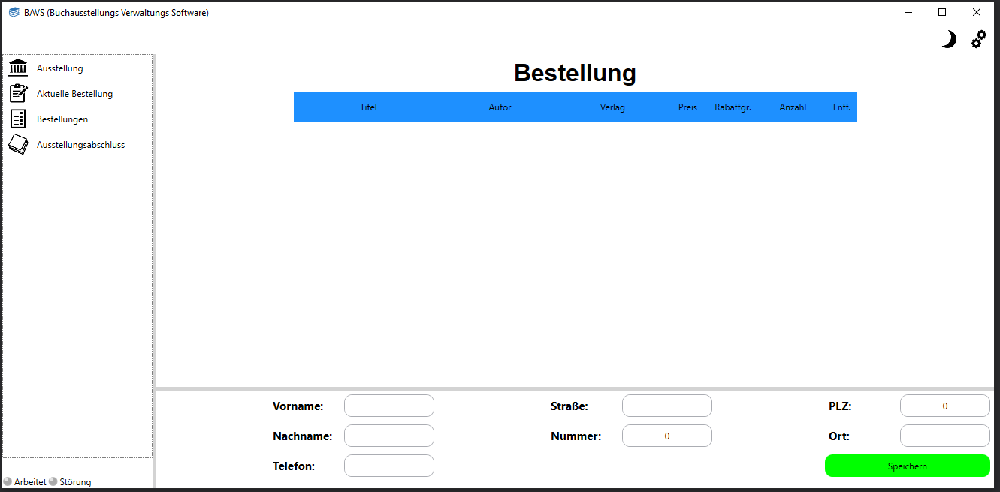 BAVS (Buchausstellungs Verwaltungs Software)
Ausstellung
Aktuelle Bestellung
Bestellungen
Ausstellungsabschluss
Bestellung
Titel Autor Verlag Preis Rabattgr. Anzahl Entf.
Vorname: Straße: PLZ: 0
Nachname: Nummer: 0 Ort:
Telefon: Speichern
Arbeitet Störung